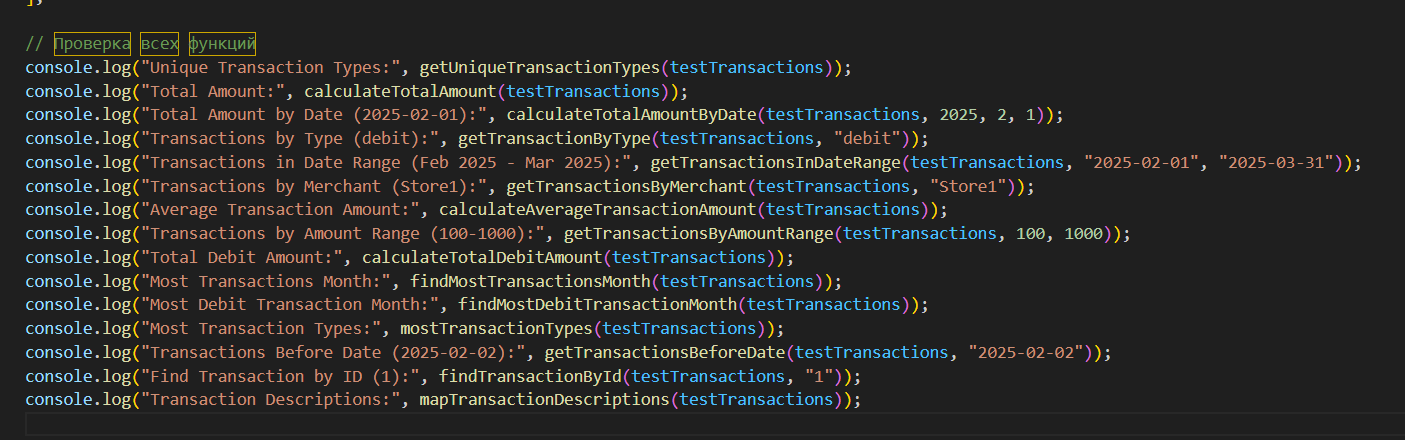 ];
// Проверка всех функций
console.log("Unique Transaction Types:", getUniqueTransactionTypes(testTransactions));
console.log("Total Amount:", calculateTotalAmount(testTransactions));
console.log("Total Amount by Date (2025-02-01):", calculateTotalAmountByDate(testTransactions, 2025, 2, 1));
console.log("Transactions by Type (debit):", getTransactionByType(testTransactions, "debit"));
console.log("Transactions in Date Range (Feb 2025 - Mar 2025):", getTransactionsInDateRange(testTransactions, "2025-02-01", "2025-03-31"));
console.log("Transactions by Merchant (Store1):", getTransactionsByMerchant(testTransactions, "Store1"));
console.log("Average Transaction Amount:", calculateAverageTransactionAmount(testTransactions));
console.log("Transactions by Amount Range (100-1000):", getTransactionsByAmountRange(testTransactions, 100, 1000));
console.log("Total Debit Amount:", calculateTotalDebitAmount(testTransactions));
console.log("Most Transactions Month:", findMostTransactionsMonth(testTransactions));
console.log("Most Debit Transaction Month:", findMostDebitTransactionMonth(testTransactions));
console.log("Most Transaction Types:", mostTransactionTypes(testTransactions));
console.log("Transactions Before Date (2025-02-02):", getTransactionsBeforeDate(testTransactions, "2025-02-02"));
console.log("Find Transaction by ID (1):", findTransactionById(testTransactions, "1"));
console.log("Transaction Descriptions:", mapTransactionDescriptions(testTransactions));